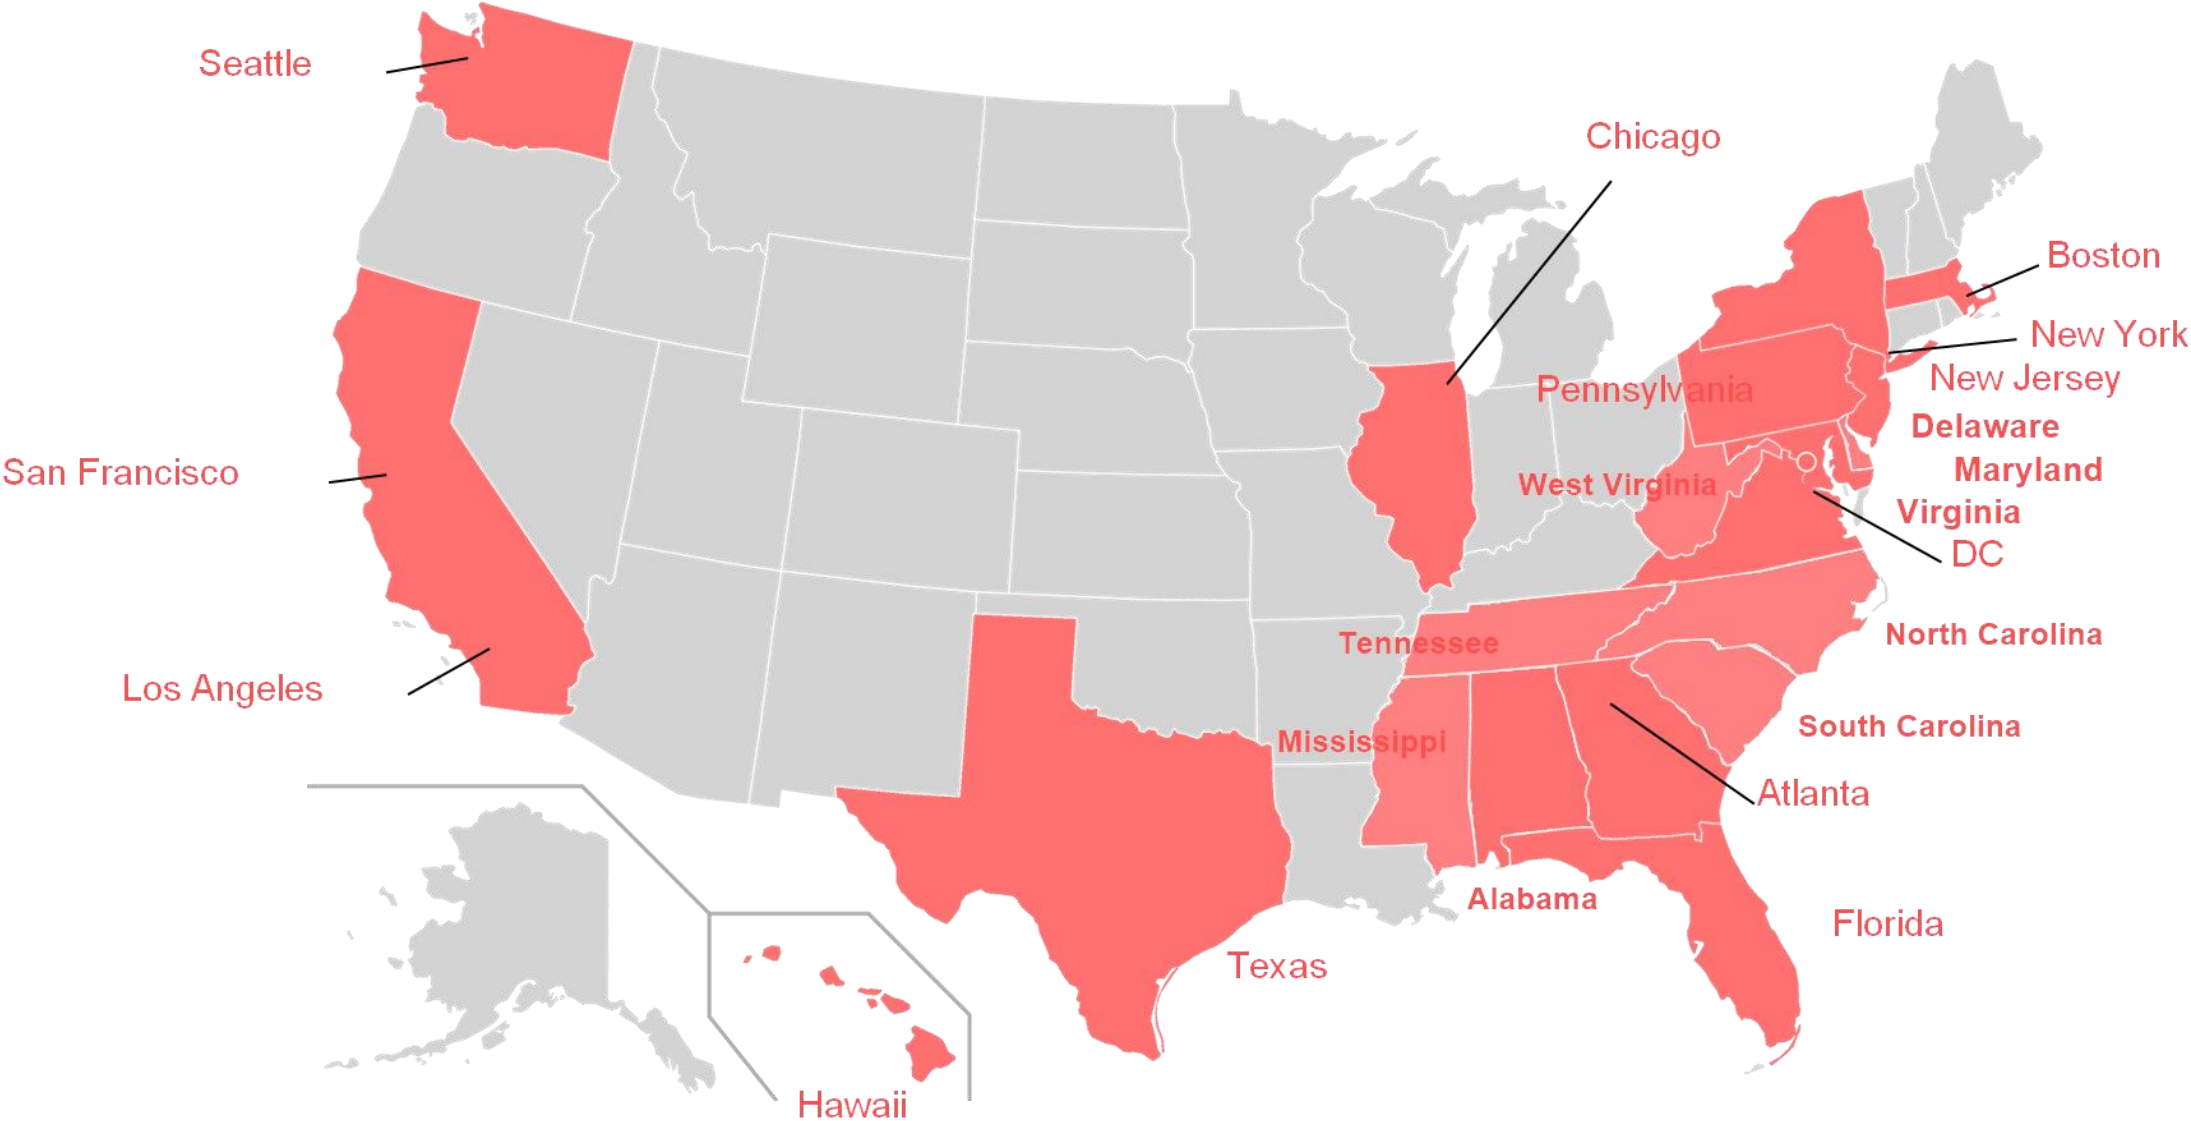 Seattle
Chicago
Boston
New York
New Jersey
Pennsylvania
Delaware
Maryland
San Francisco
West Virginia
Virginia
DC
Tennessee
North Carolina
Los Angeles
South Carolina
Mississippi
Atlanta
Alabama
Florida
Texas
Hawaii